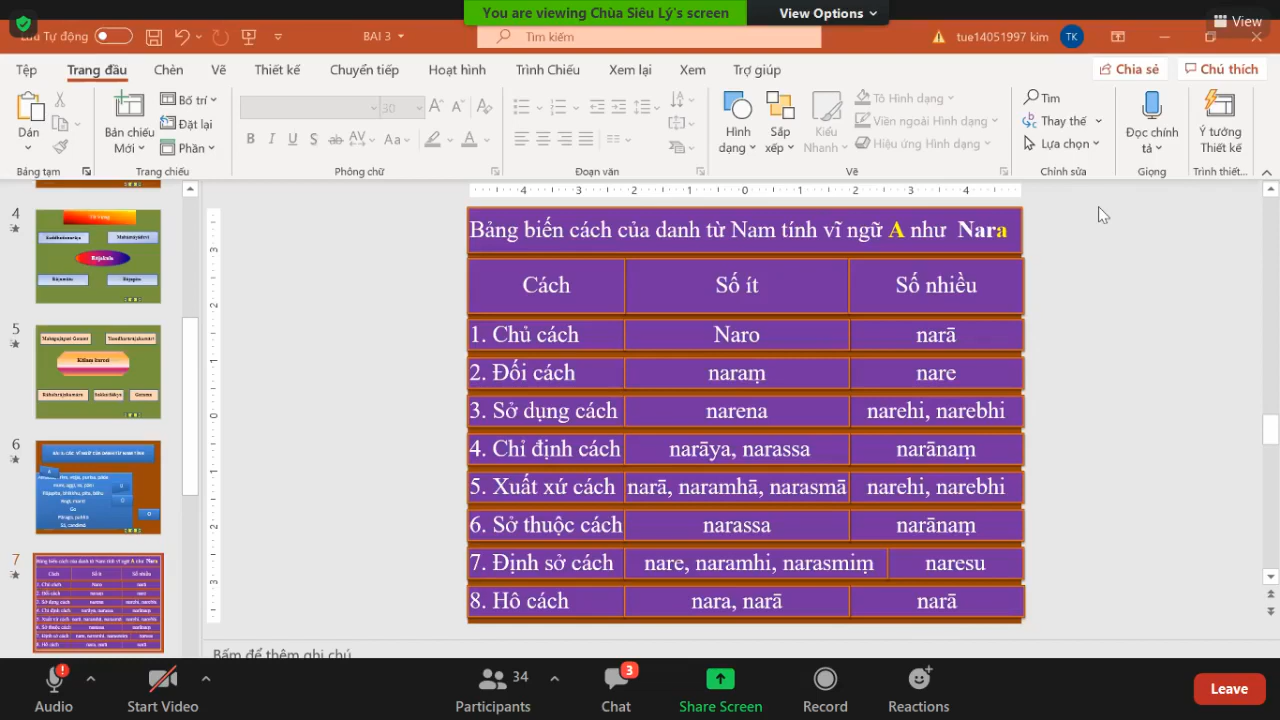 You are viewing Chùa Siêu Lý's screen
View Options
View
Lưu Tự động
BAI 3
Tìm kiếm
tue14051997 kim
TK
Tệp
Trang đầu
Chèn
Vẽ
Thiết kế
Chuyển tiếp
Hoạt hình
Trình Chiếu
Xem lại
Xem
Trợ giúp
Chia sẻ
Chú thích
Dán
Bản chiếu Mới
Bố trí
Đặt lại
Phần
30
Hình dạng
Sắp xếp
Kiểu Nhanh
Tô Hình dạng
Viền ngoài Hình dạng
Hiệu ứng Hình dạng
Tìm
Thay thế
Lựa chọn
Đọc chính tả
Ý tưởng Thiết kế
Bảng tạm
Trang chiếu
Phông chữ
Đoạn văn
Vẽ
Chỉnh sửa
Giọng
Trình thiết...
4
5
6
7
Bảng biến cách của danh từ Nam tính vĩ ngữ A như Nara
Cách Số ít Số nhiều
1. Chủ cách Naro narā
2. Đối cách naraṃ nare
3. Sở dụng cách narena narehi, narebhi
4. Chỉ định cách narāya, narassa narānaṃ
5. Xuất xứ cách narā, naramhā, narasmā narehi, narebhi
6. Sở thuộc cách narassa narānaṃ
7. Định sở cách nare, naramhi, narasmiṃ naresu
8. Hô cách nara, narā narā
Bấm để thêm ghi chú
Audio
Start Video
Participants
34
Chat
3
Share Screen
Record
Reactions
Leave